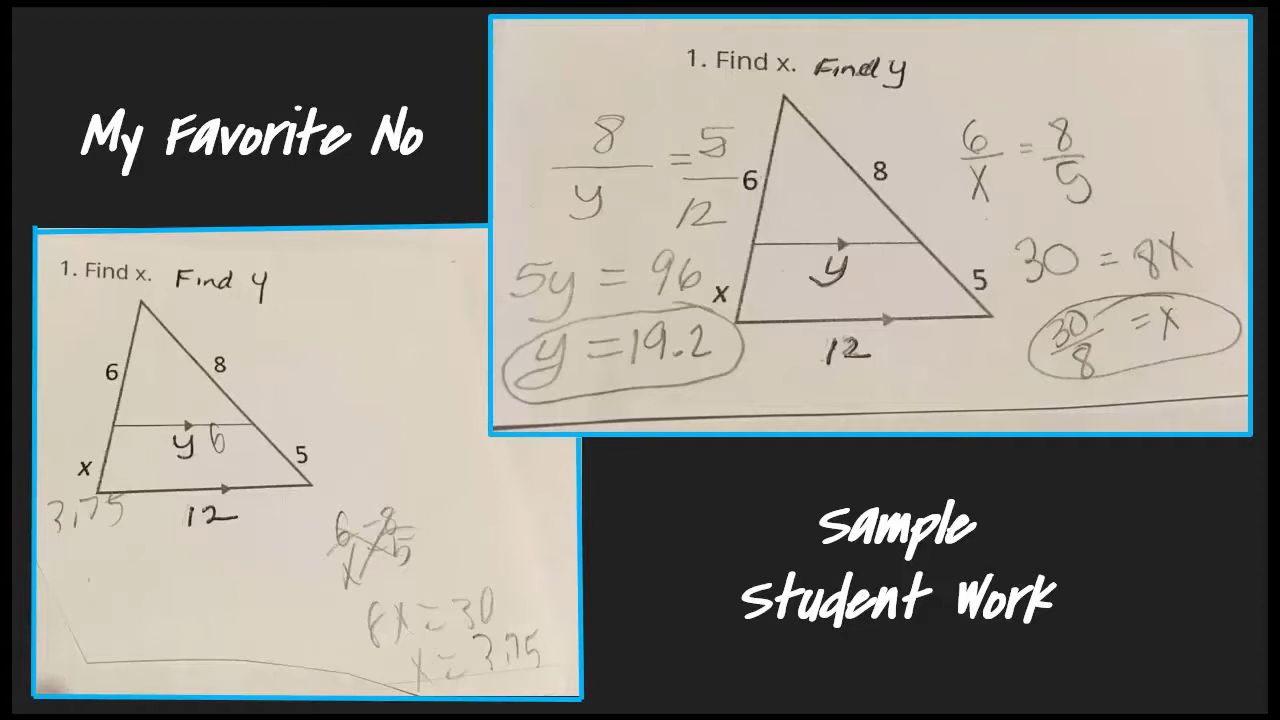 My Favorite No
1. Find x. Find y
8/y = 5/12
5y = 96
y = 19.2
6
8
x
y
5
12
6/x = 8/5
30 = 8x
30/8 = x
1. Find x. Find y
6
8
y 6
x
5
3.75
12
6/x = 8/5
8x = 30
x = 3.75
Sample
Student Work